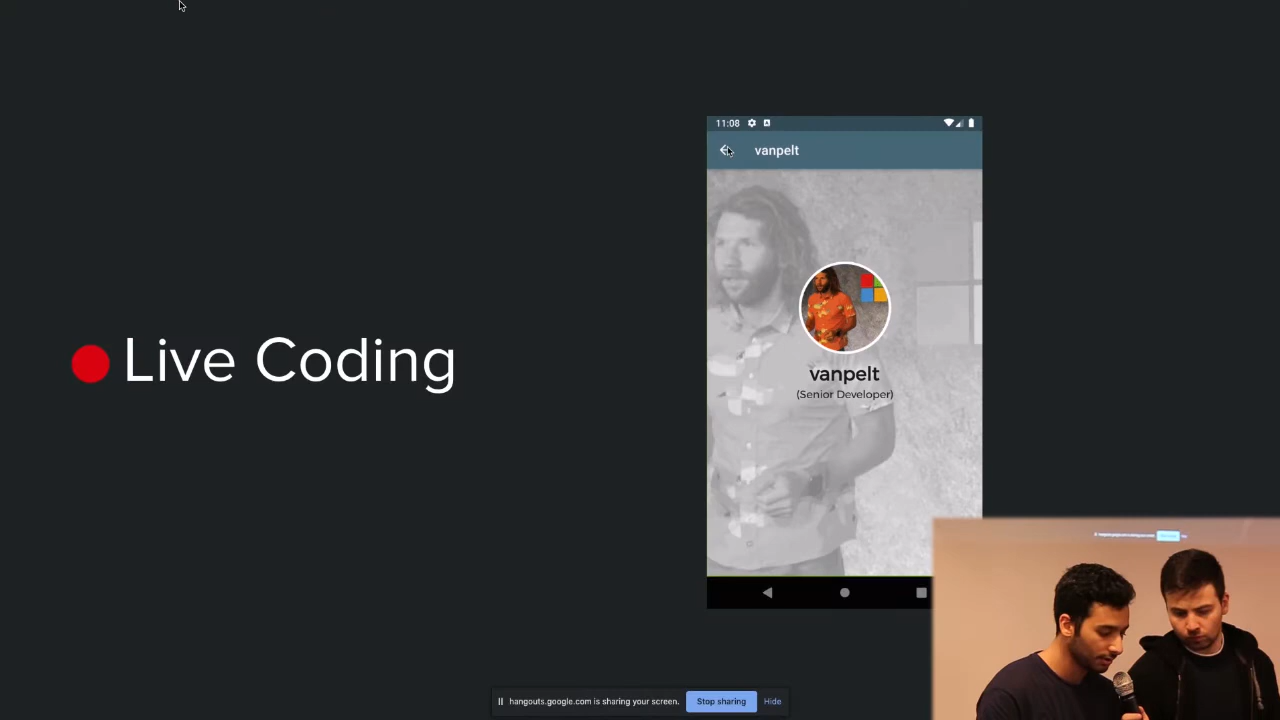 11:08
vanpelt
Live Coding
vanpelt
(Senior Developer)
hangouts.google.com is sharing your screen.
Stop sharing
Hide